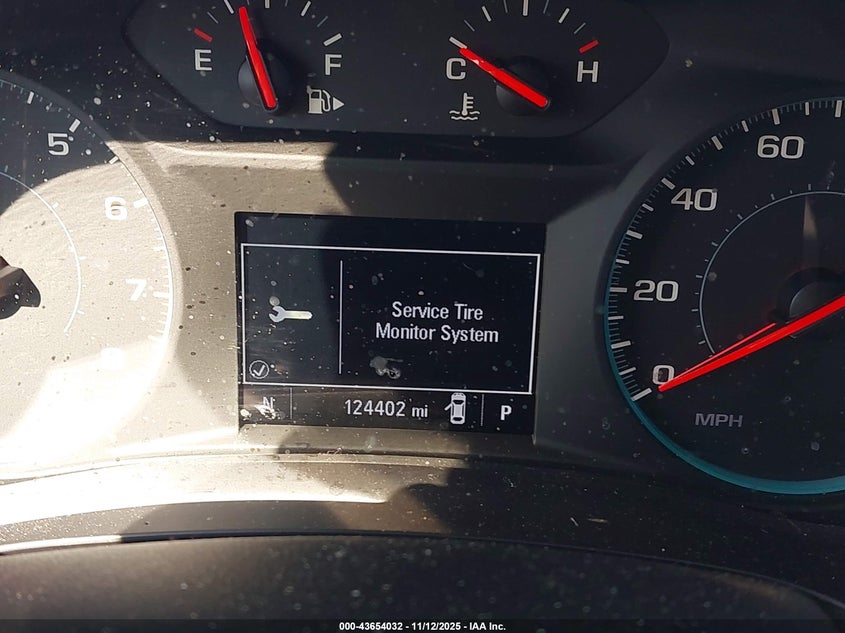 E F
C H
5
6
7
60
40
20
0
MPH
Service Tire
Monitor System
N 124402 mi P
000-43654032 - 11/12/2025 - IAA Inc.